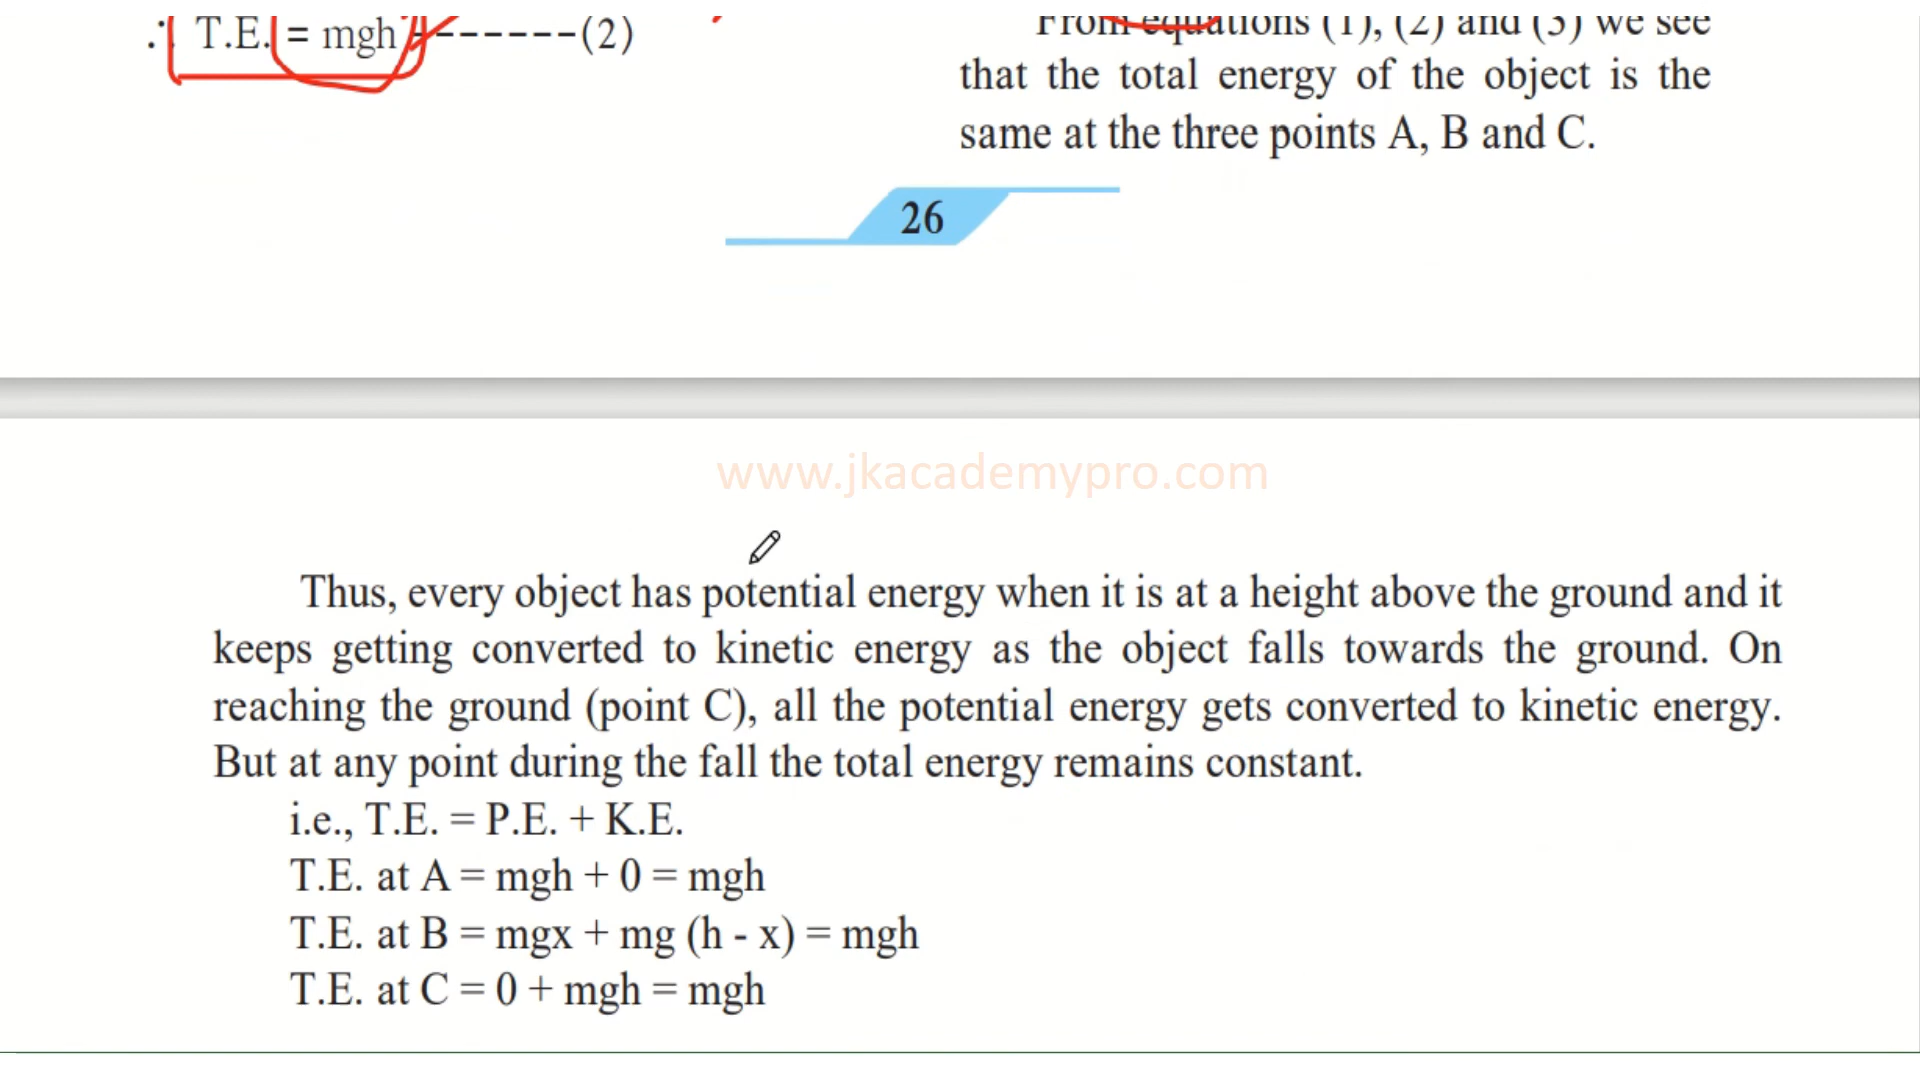 ∴ T.E. = mgh ------(2)
From equations (1), (2) and (3) we see
that the total energy of the object is the
same at the three points A, B and C.
26
www.jkacademypro.com
Thus, every object has potential energy when it is at a height above the ground and it
keeps getting converted to kinetic energy as the object falls towards the ground. On
reaching the ground (point C), all the potential energy gets converted to kinetic energy.
But at any point during the fall the total energy remains constant.
i.e., T.E. = P.E. + K.E.
T.E. at A = mgh + 0 = mgh
T.E. at B = mgx + mg (h - x) = mgh
T.E. at C = 0 + mgh = mgh